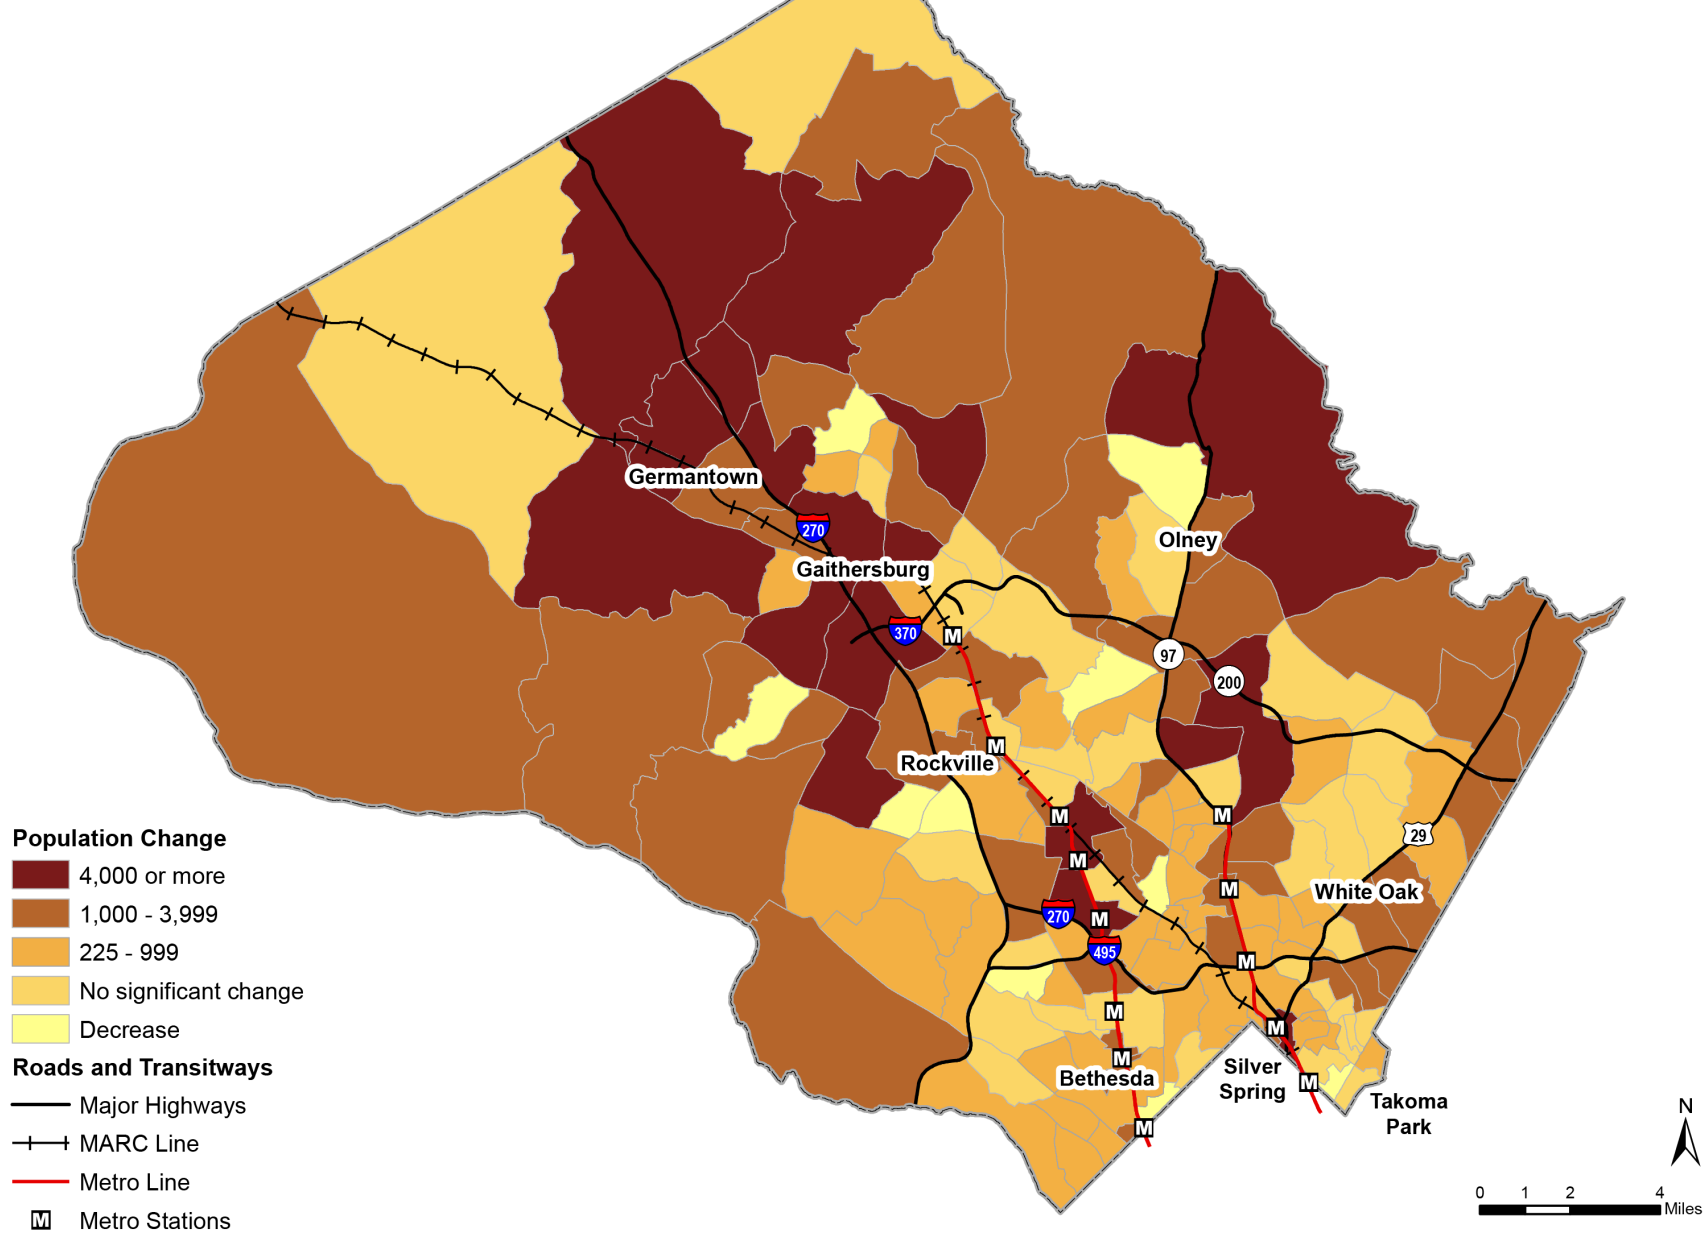 Germantown
270
Olney
Gaithersburg
370
97
200
Rockville
29
White Oak
270
495
Bethesda
Silver
Spring
Takoma
Park
M
M
M
M
M
M
M
M
M
M
M
M
M
Population Change
4,000 or more
1,000 - 3,999
225 - 999
No significant change
Decrease
Roads and Transitways
Major Highways
MARC Line
Metro Line
M Metro Stations
N
0 1 2 4
Miles